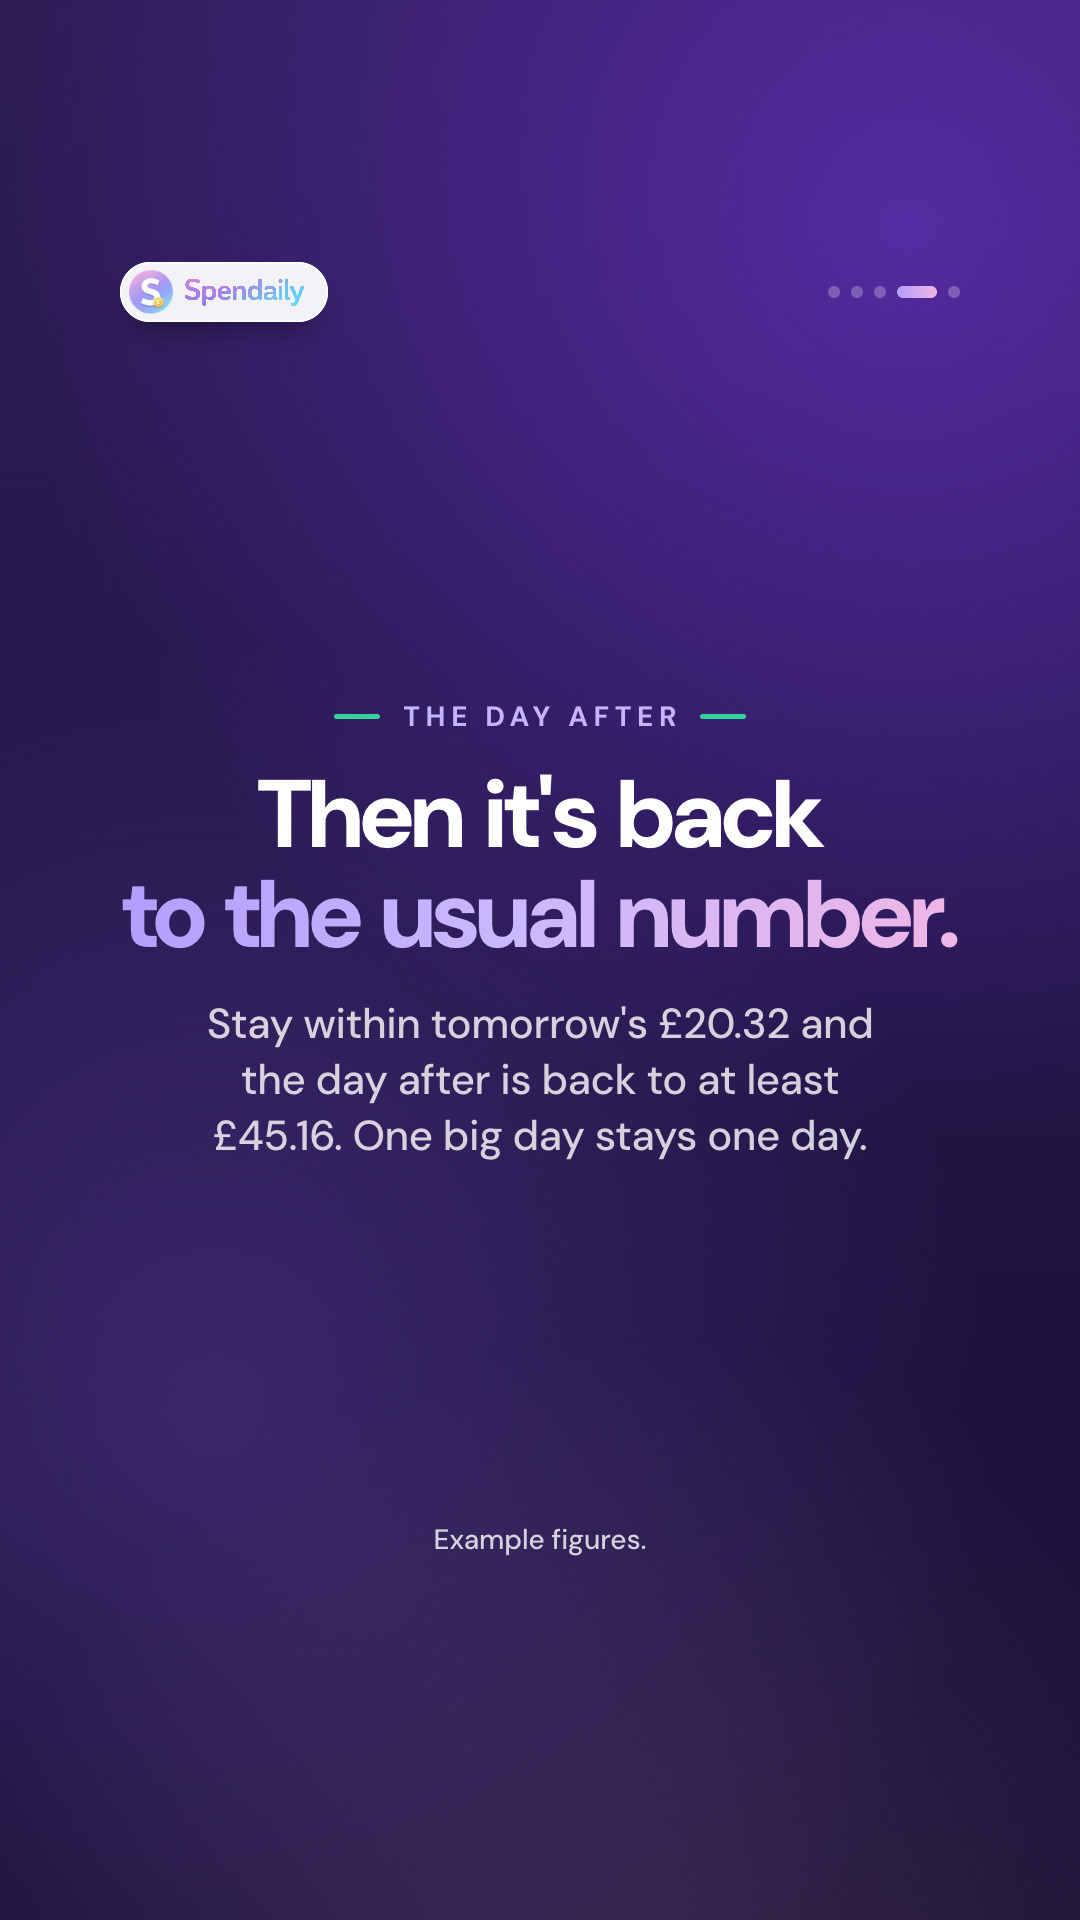 Spendaily
THE DAY AFTER
Then it's back
to the usual number.
Stay within tomorrow's £20.32 and
the day after is back to at least
£45.16. One big day stays one day.
Example figures.